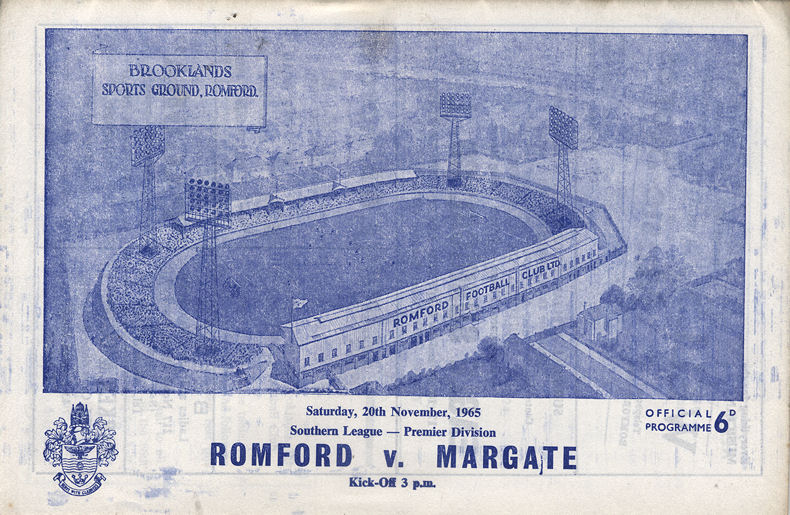 BROOKLANDS
SPORTS GROUND, ROMFORD.
ROMFORD FOOTBALL CLUB LTD
Saturday, 20th November, 1965
Southern League — Premier Division
ROMFORD v. MARGATE
Kick-Off 3 p.m.
OFFICIAL
PROGRAMME 6D